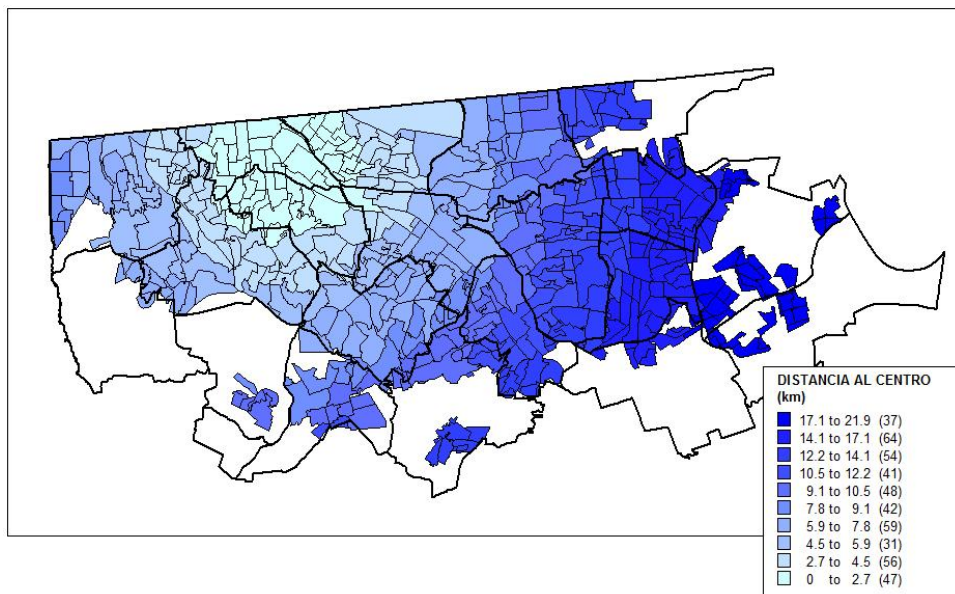 DISTANCIA AL CENTRO
(km)
17.1 to 21.9 (37)
14.1 to 17.1 (64)
12.2 to 14.1 (54)
10.5 to 12.2 (41)
9.1 to 10.5 (48)
7.8 to 9.1 (42)
5.9 to 7.8 (59)
4.5 to 5.9 (31)
2.7 to 4.5 (56)
0 to 2.7 (47)